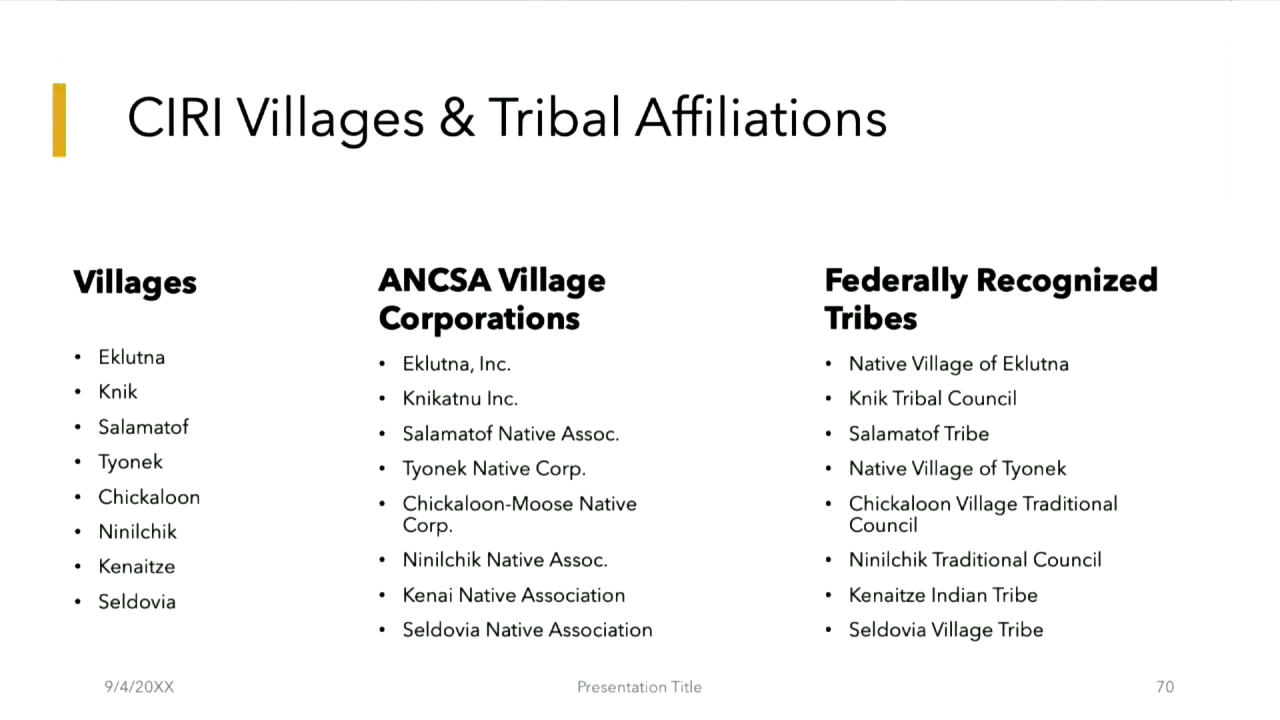 CIRI Villages & Tribal Affiliations
Villages
• Eklutna
• Knik
• Salamatof
• Tyonek
• Chickaloon
• Ninilchik
• Kenaitze
• Seldovia
ANCSA Village
Corporations
• Eklutna, Inc.
• Knikatnu Inc.
• Salamatof Native Assoc.
• Tyonek Native Corp.
• Chickaloon-Moose Native
Corp.
• Ninilchik Native Assoc.
• Kenai Native Association
• Seldovia Native Association
Federally Recognized
Tribes
• Native Village of Eklutna
• Knik Tribal Council
• Salamatof Tribe
• Native Village of Tyonek
• Chickaloon Village Traditional
Council
• Ninilchik Traditional Council
• Kenaitze Indian Tribe
• Seldovia Village Tribe
9/4/20XX
Presentation Title
70